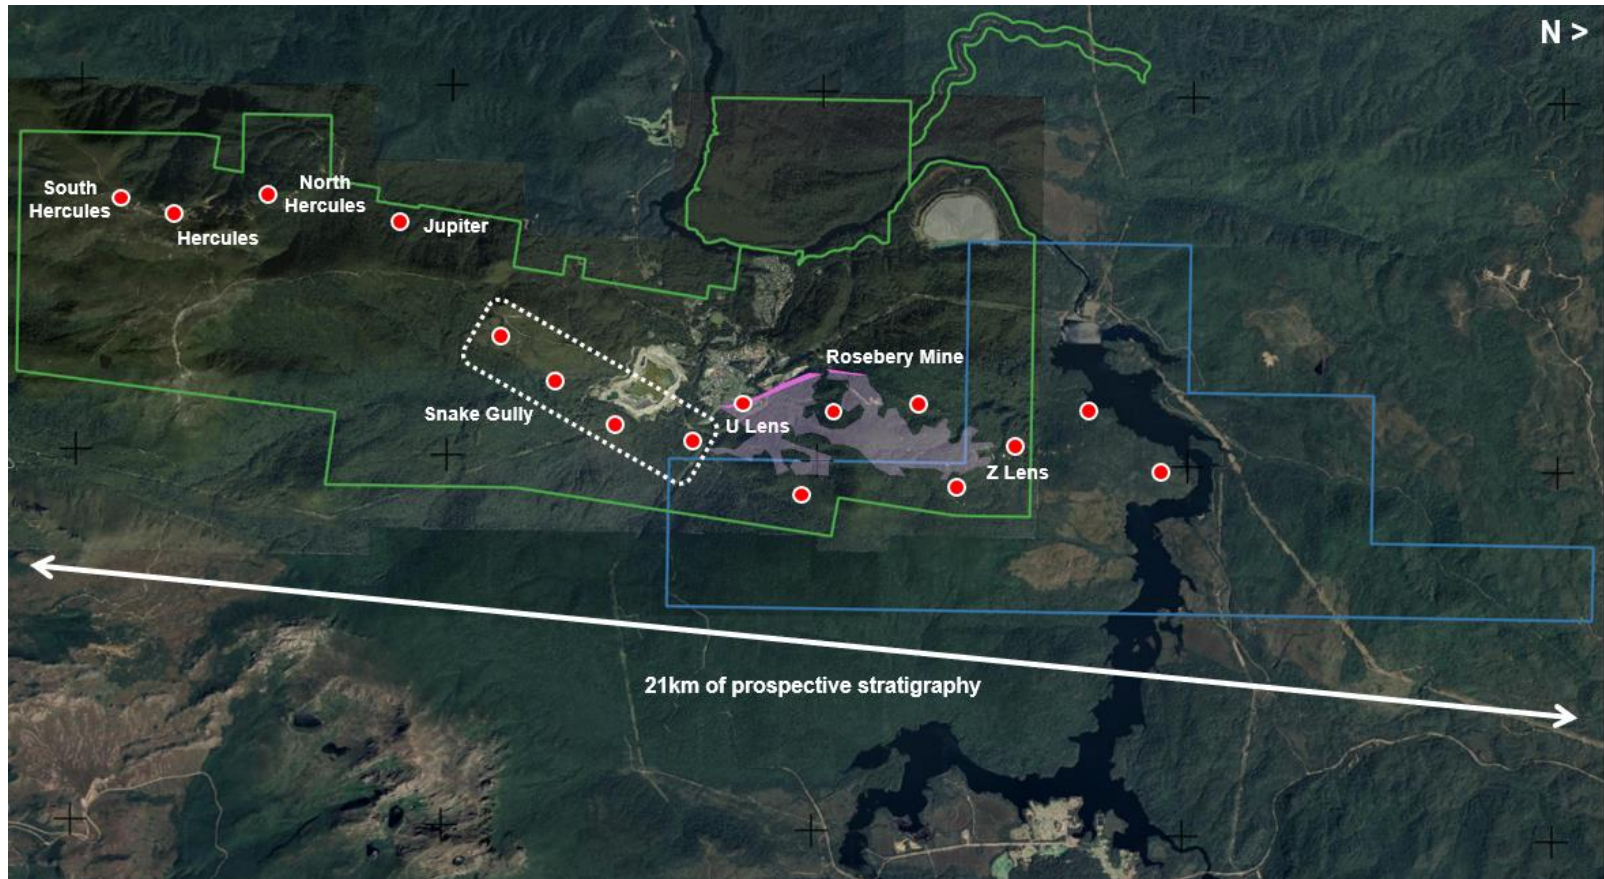 N >
South
Hercules
North
Hercules
Hercules
Jupiter
Rosebery Mine
Snake Gully
U Lens
Z Lens
21km of prospective stratigraphy